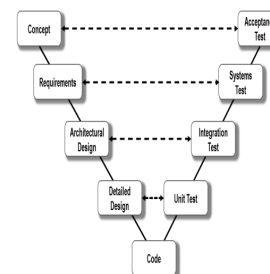 Concept
Acceptanc
Test
Requirements
Systems
Test
Architectural
Design
Integration
Test
Detailed
Design
Unit Test
Code